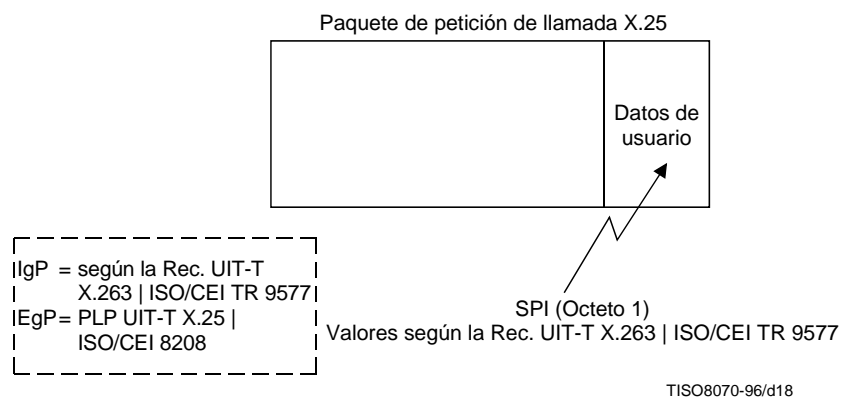 Paquete de petición de llamada X.25
Datos de
usuario
IgP = según la Rec. UIT-T
X.263 | ISO/CEI TR 9577
EgP = PLP UIT-T X.25 |
ISO/CEI 8208
SPI (Octeto 1)
Valores según la Rec. UIT-T X.263 | ISO/CEI TR 9577
TISO8070-96/d18